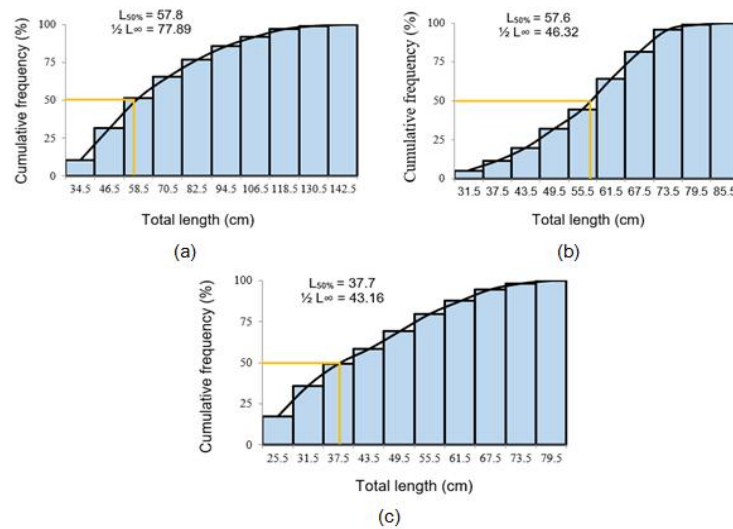 L50% = 57.8
½ L∞ = 77.89
Cumulative frequency (%)
100
75
50
25
0
34.5 46.5 58.5 70.5 82.5 94.5 106.5 118.5 130.5 142.5
Total length (cm)
(a)
L50% = 57.6
½ L∞ = 46.32
Cumulative frequency (%)
100
75
50
25
0
31.5 37.5 43.5 49.5 55.5 61.5 67.5 73.5 79.5 85.5
Total length (cm)
(b)
L50% = 37.7
½ L∞ = 43.16
Cumulative frequency (%)
100
75
50
25
0
25.5 31.5 37.5 43.5 49.5 55.5 61.5 67.5 73.5 79.5
Total length (cm)
(c)